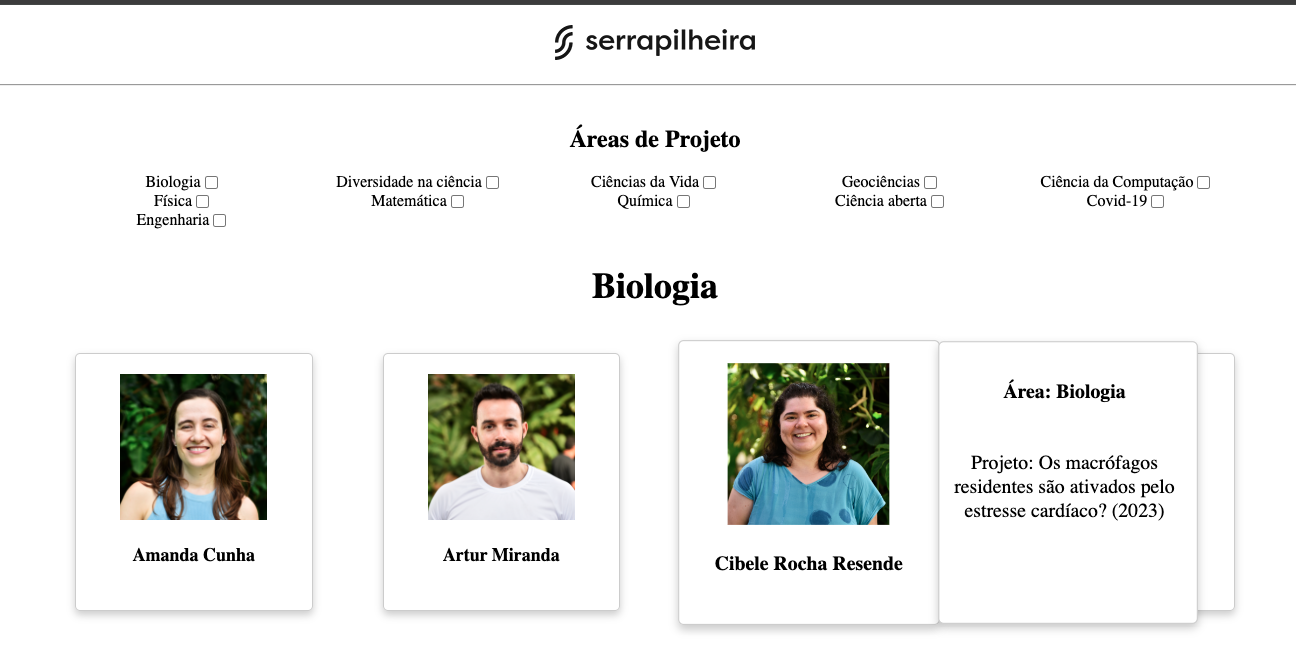 serrapilheira
Áreas de Projeto
Biologia
Diversidade na ciência
Ciências da Vida
Geociências
Ciência da Computação
Física
Matemática
Química
Ciência aberta
Covid-19
Engenharia
Biologia
Amanda Cunha
Artur Miranda
Cibele Rocha Resende
Área: Biologia
Projeto: Os macrófagos
residentes são ativados pelo
estresse cardíaco? (2023)